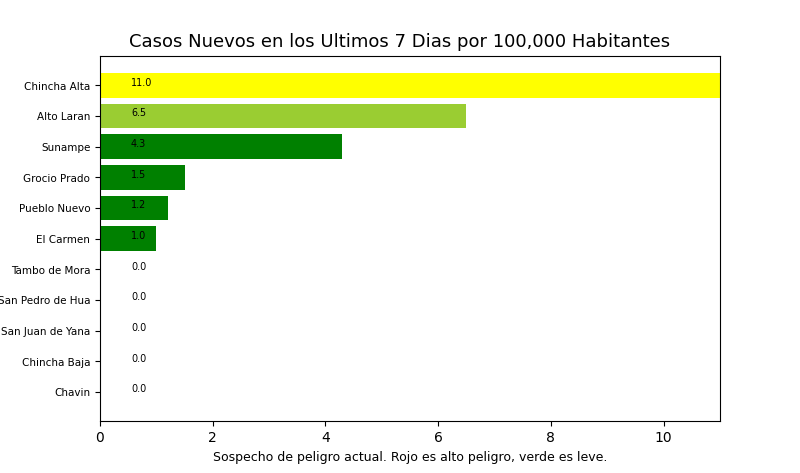 Casos Nuevos en los Ultimos 7 Dias por 100,000 Habitantes
Chincha Alta 11.0
Alto Laran 6.5
Sunampe 4.3
Grocio Prado 1.5
Pueblo Nuevo 1.2
El Carmen 1.0
Tambo de Mora 0.0
San Pedro de Hua 0.0
San Juan de Yana 0.0
Chincha Baja 0.0
Chavin 0.0
0 2 4 6 8 10
Sospecho de peligro actual. Rojo es alto peligro, verde es leve.